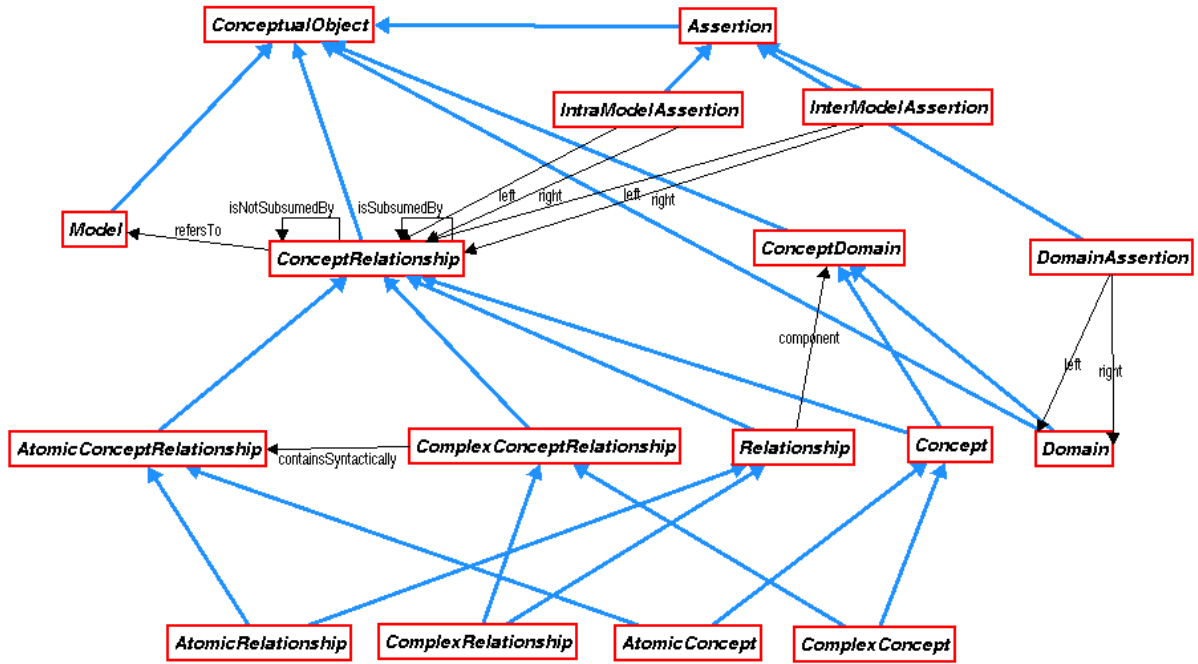 ConceptualObject
Assertion
IntraModelAssertion
InterModelAssertion
left
right
left
right
isNotSubsumedBy
isSubsumedBy
Model
refersTo
ConceptRelationship
ConceptDomain
DomainAssertion
component
left
right
AtomicConceptRelationship
containsSyntactically
ComplexConceptRelationship
Relationship
Concept
Domain
AtomicRelationship
ComplexRelationship
AtomicConcept
ComplexConcept